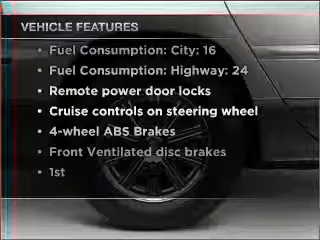 VEHICLE FEATURES
• Fuel Consumption: City: 16
• Fuel Consumption: Highway: 24
• Remote power door locks
• Cruise controls on steering wheel
• 4-wheel ABS Brakes
• Front Ventilated disc brakes
• 1st